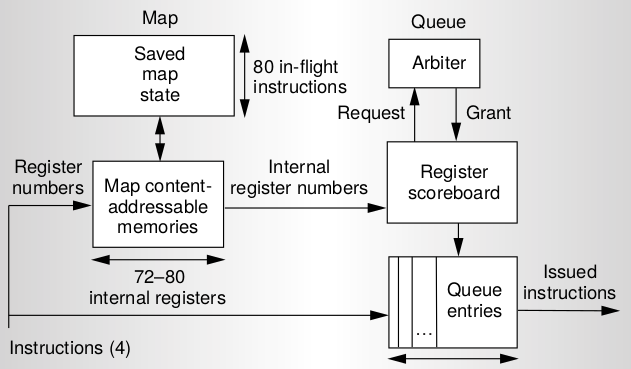 Map
Queue
Saved
map
state
80 in-flight
instructions
Arbiter
Request
Grant
Register
numbers
Map content-
addressable
memories
Internal
register numbers
Register
scoreboard
72–80
internal registers
Queue
entries
...
Issued
instructions
Instructions (4)